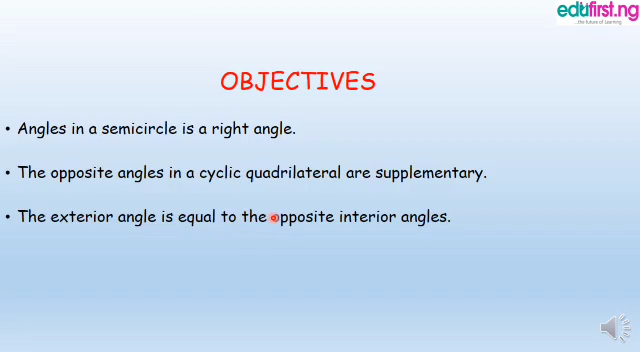 edufirst.ng
...the future of Learning
OBJECTIVES
• Angles in a semicircle is a right angle.
• The opposite angles in a cyclic quadrilateral are supplementary.
• The exterior angle is equal to the opposite interior angles.